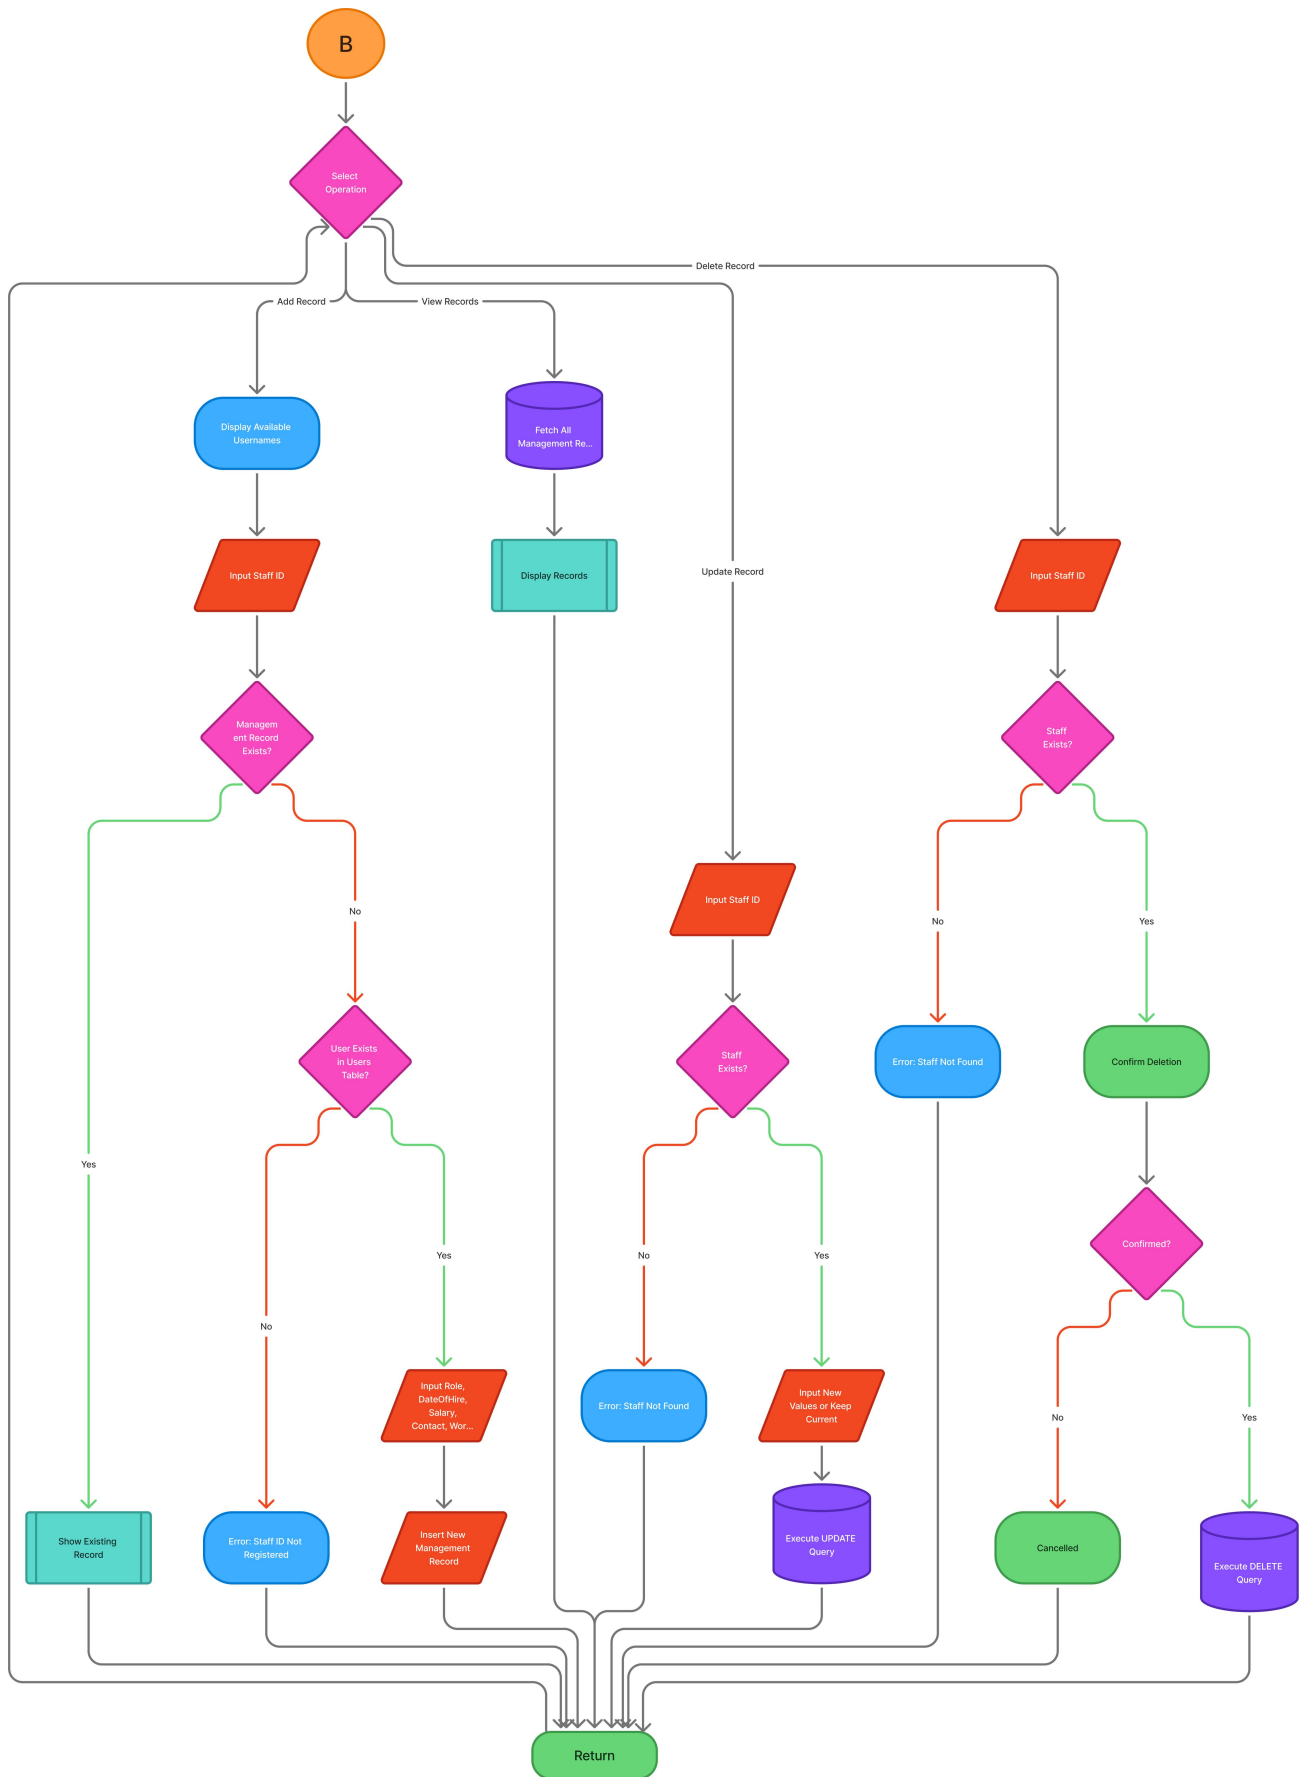 B
Select
Operation
Delete Record
Add Record
View Records
Display Available
Usernames
Fetch All
Management Re...
Input Staff ID
Display Records
Update Record
Input Staff ID
Managem
ent Record
Exists?
Staff
Exists?
Input Staff ID
No
No
Yes
User Exists
in Users
Table?
Staff
Exists?
Error: Staff Not Found
Confirm Deletion
Yes
Confirmed?
Yes
No
Yes
No
Input Role,
DateOfHire,
Salary,
Contact, Wor...
Error: Staff Not Found
Input New
Values or Keep
Current
No
Yes
Show Existing
Record
Error: Staff ID Not
Registered
Insert New
Management
Record
Execute UPDATE
Query
Cancelled
Execute DELETE
Query
Return